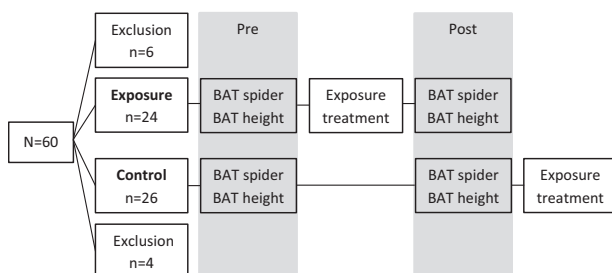 Exclusion
n=6
Pre
Post
Exposure
n=24
BAT spider
BAT height
Exposure
treatment
BAT spider
BAT height
N=60
Control
n=26
BAT spider
BAT height
BAT spider
BAT height
Exposure
treatment
Exclusion
n=4